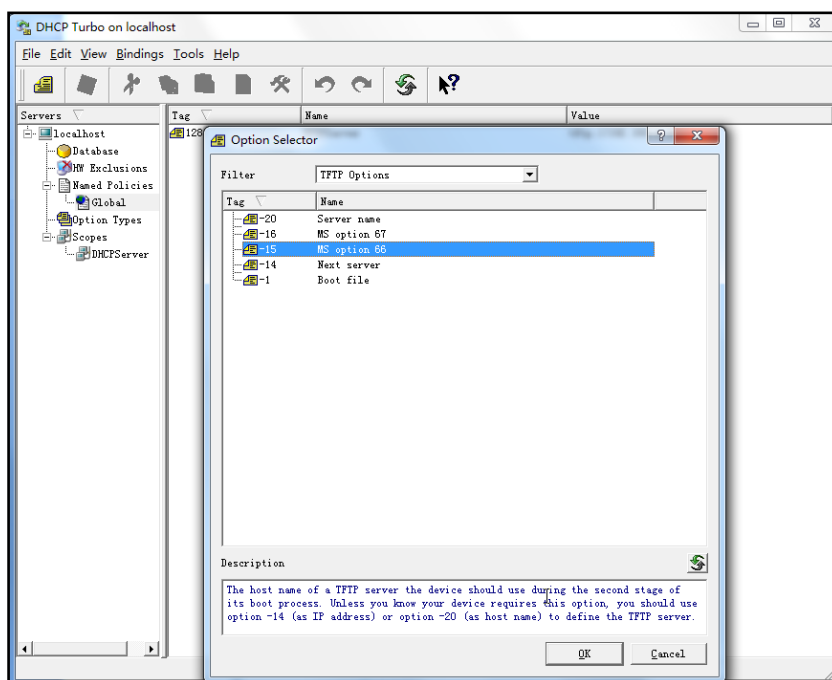 DHCP Turbo on localhost
File Edit View Bindings Tools Help
Servers Tag Name Value
localhost
128
Database
HW Exclusions
Named Policies
Global
Option Types
Scopes
DHCPServer
Option Selector
Filter TFTP Options
Tag Name
-20 Server name
-16 MS option 67
-15 MS option 66
-14 Next server
-1 Boot file
Description
The host name of a TFTP server the device should use during the second stage of
its boot process. Unless you know your device requires this option, you should use
option -14 (as IP address) or option -20 (as host name) to define the TFTP server.
OK Cancel